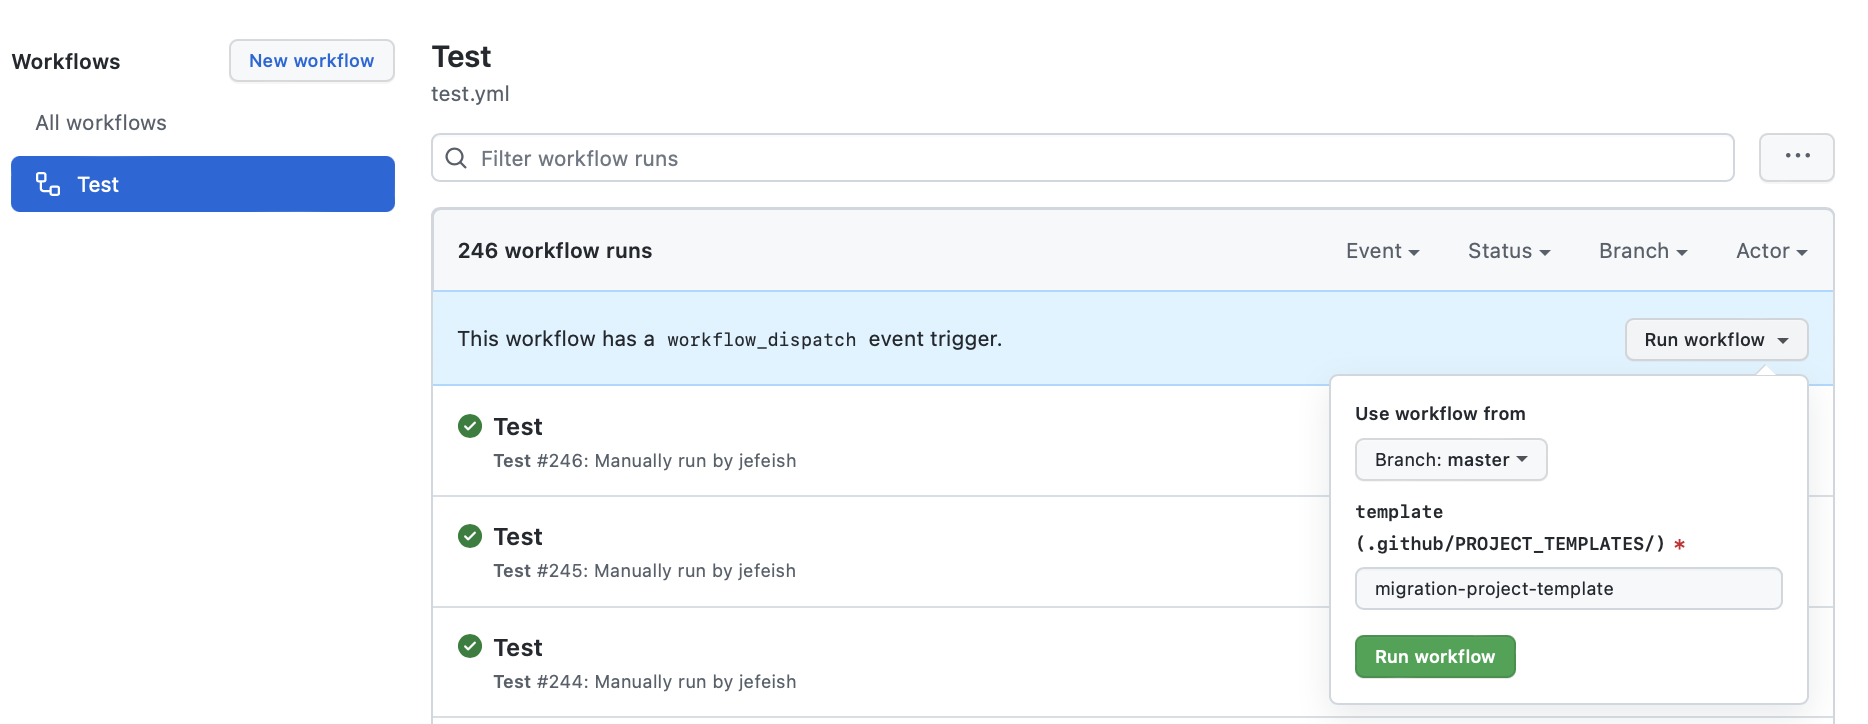 Workflows
New workflow
All workflows
Test
Test
test.yml
Filter workflow runs
246 workflow runs
Event
Status
Branch
Actor
This workflow has a workflow_dispatch event trigger.
Run workflow
Use workflow from
Branch: master
template
(.github/PROJECT_TEMPLATES/) *
migration-project-template
Run workflow
Test
Test #246: Manually run by jefeish
Test
Test #245: Manually run by jefeish
Test
Test #244: Manually run by jefeish